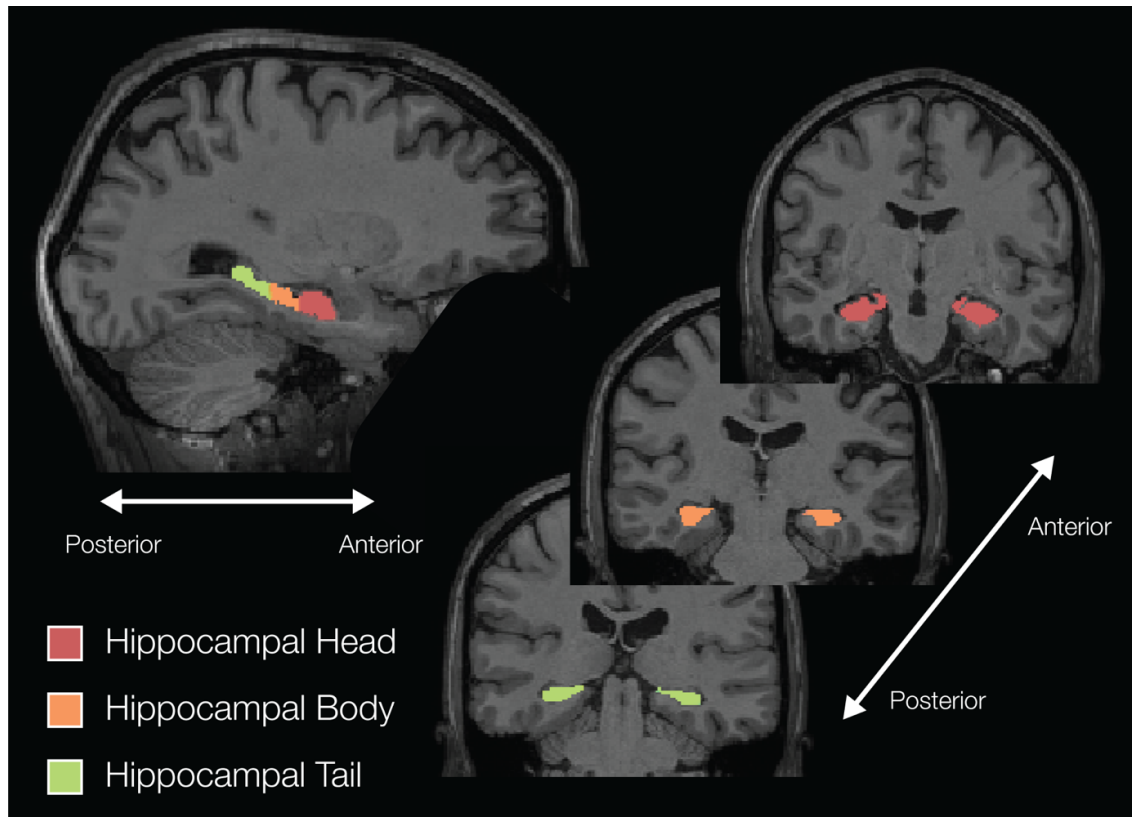 Posterior
Anterior
Anterior
Posterior
Hippocampal Head
Hippocampal Body
Hippocampal Tail